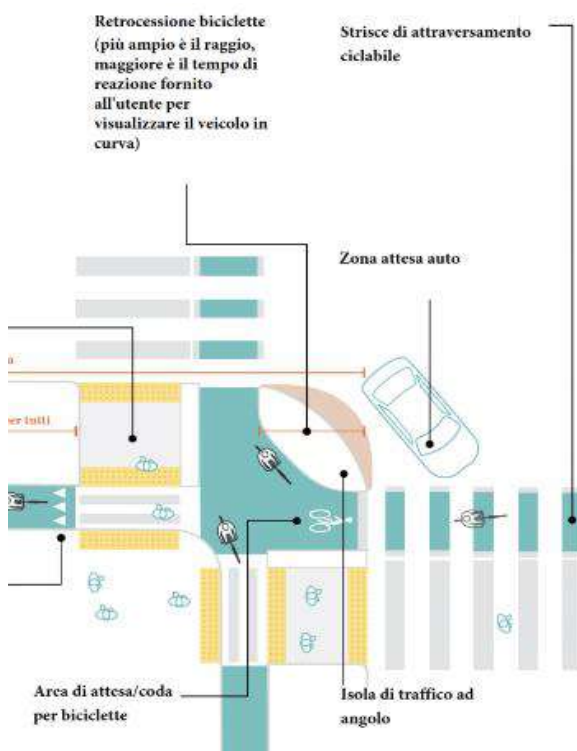 Retrocessione biciclette
(più ampio è il raggio,
maggiore è il tempo di
reazione fornito
all'utente per
visualizzare il veicolo in
curva)
Strisce di attraversamento
ciclabile
Zona attesa auto
per tutti
Area di attesa/coda
per biciclette
Isola di traffico ad
angolo